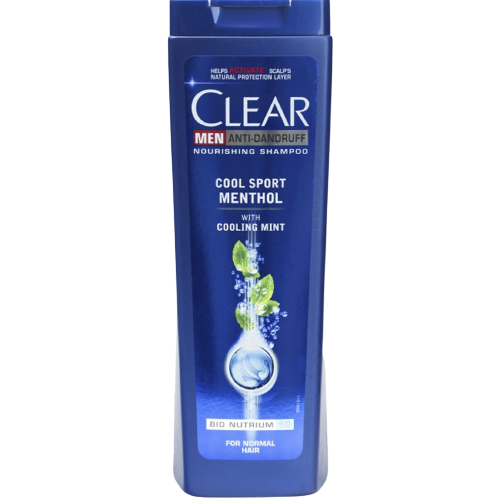 HELPS ACTIVATE SCALP'S
NATURAL PROTECTION LAYER
CLEAR
MEN ANTI-DANDRUFF
NOURISHING SHAMPOO
COOL SPORT
MENTHOL
WITH
COOLING MINT
BIO NUTRIUM 10
FOR NORMAL
HAIR